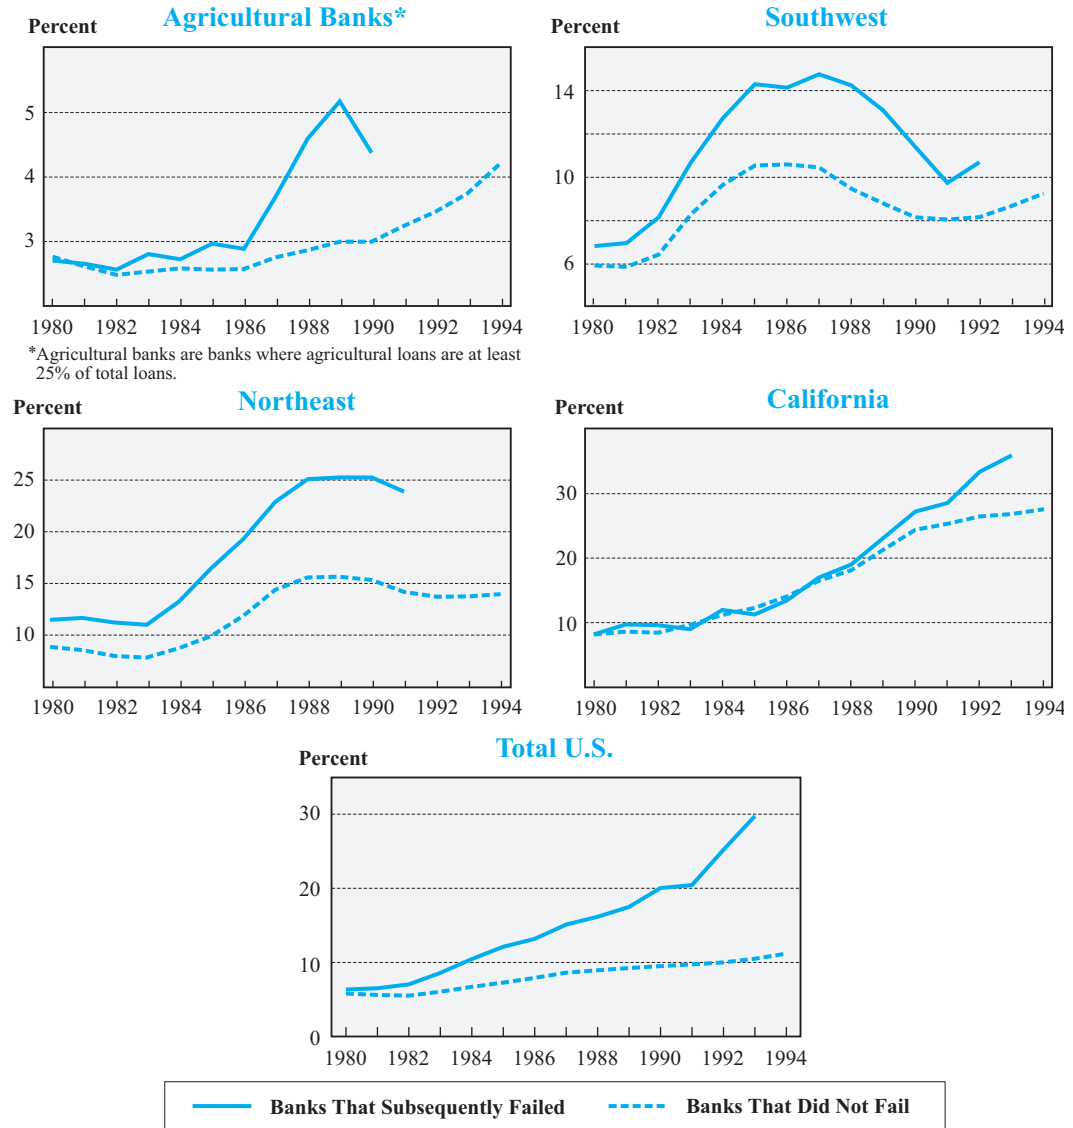 Agricultural Banks*
Percent
5
4
3
1980 1982 1984 1986 1988 1990 1992 1994
*Agricultural banks are banks where agricultural loans are at least
25% of total loans.
Southwest
Percent
14
10
6
1980 1982 1984 1986 1988 1990 1992 1994
Northeast
Percent
25
20
15
10
1980 1982 1984 1986 1988 1990 1992 1994
California
Percent
30
20
10
1980 1982 1984 1986 1988 1990 1992 1994
Total U.S.
Percent
30
20
10
0
1980 1982 1984 1986 1988 1990 1992 1994
Banks That Subsequently Failed Banks That Did Not Fail